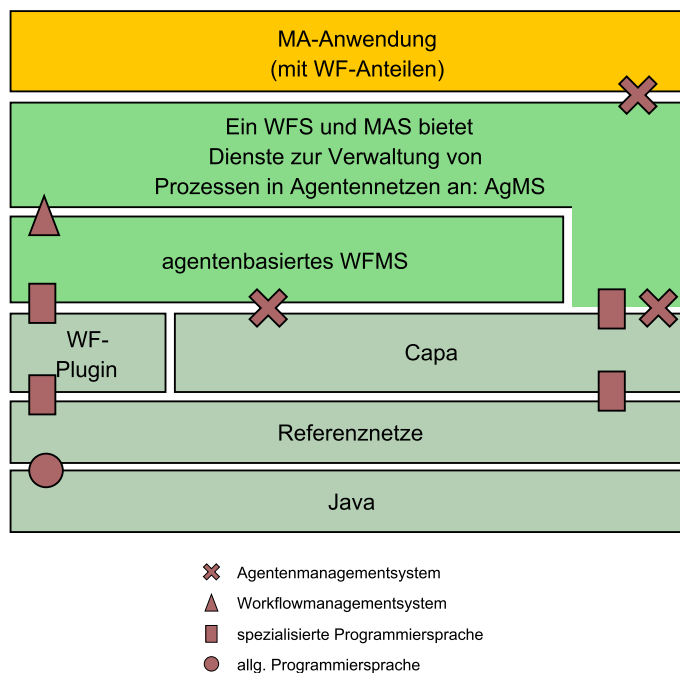 MA-Anwendung
(mit WF-Anteilen)
Ein WFS und MAS bietet
Dienste zur Verwaltung von
Prozessen in Agentennetzen an: AgMS
agentenbasiertes WFMS
WF-
Plugin
Capa
Referenznetze
Java
Agentenmanagementsystem
Workflowmanagementsystem
spezialisierte Programmiersprache
allg. Programmiersprache